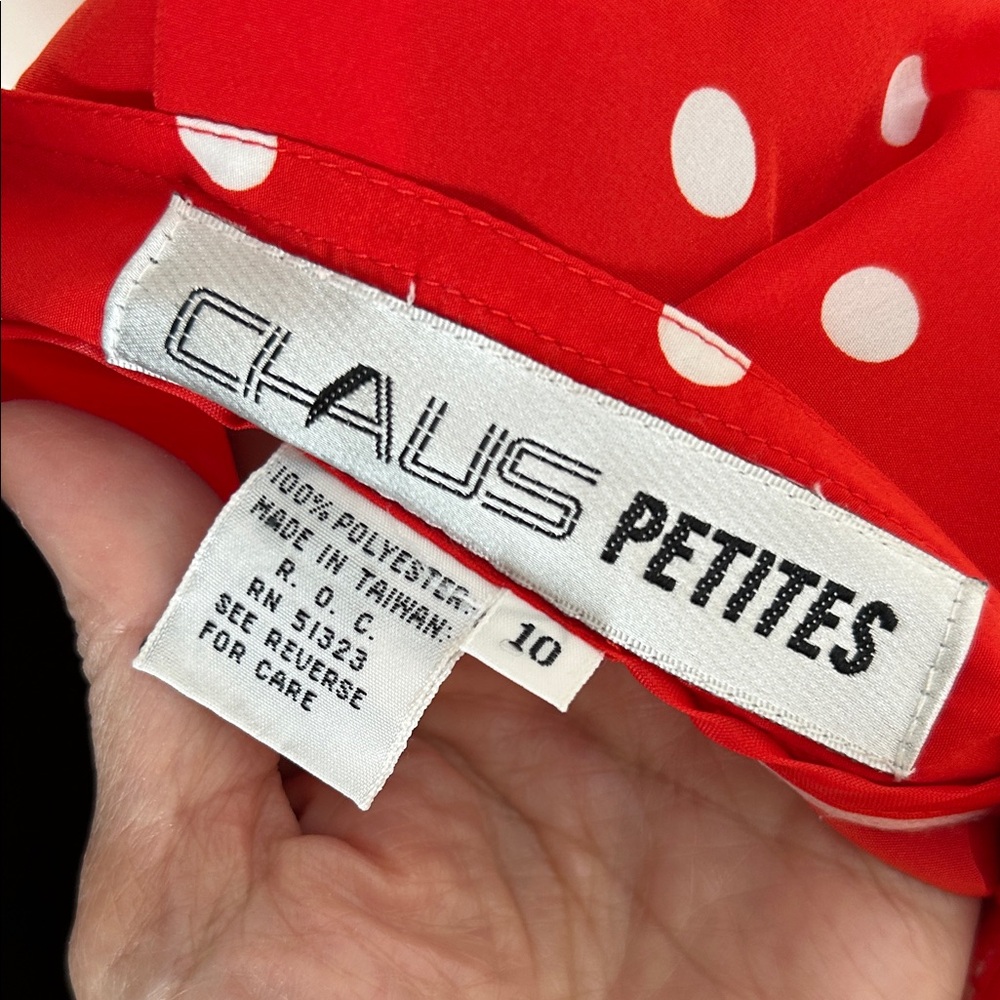 CHAUS PETITES
100% POLYESTER.
MADE IN TAIWAN:
R. O. C.
RN 51323
SEE REVERSE
FOR CARE
10